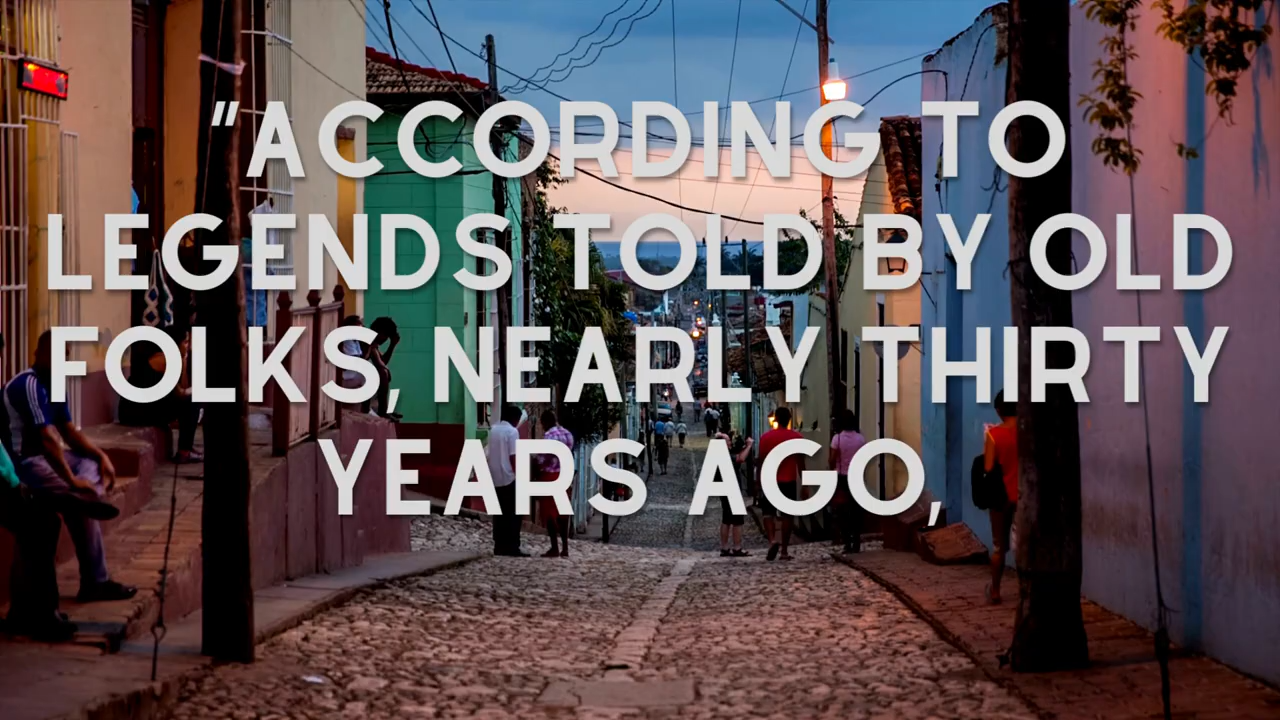 "ACCORDING TO
LEGENDS TOLD BY OLD
FOLKS, NEARLY THIRTY
YEARS AGO,